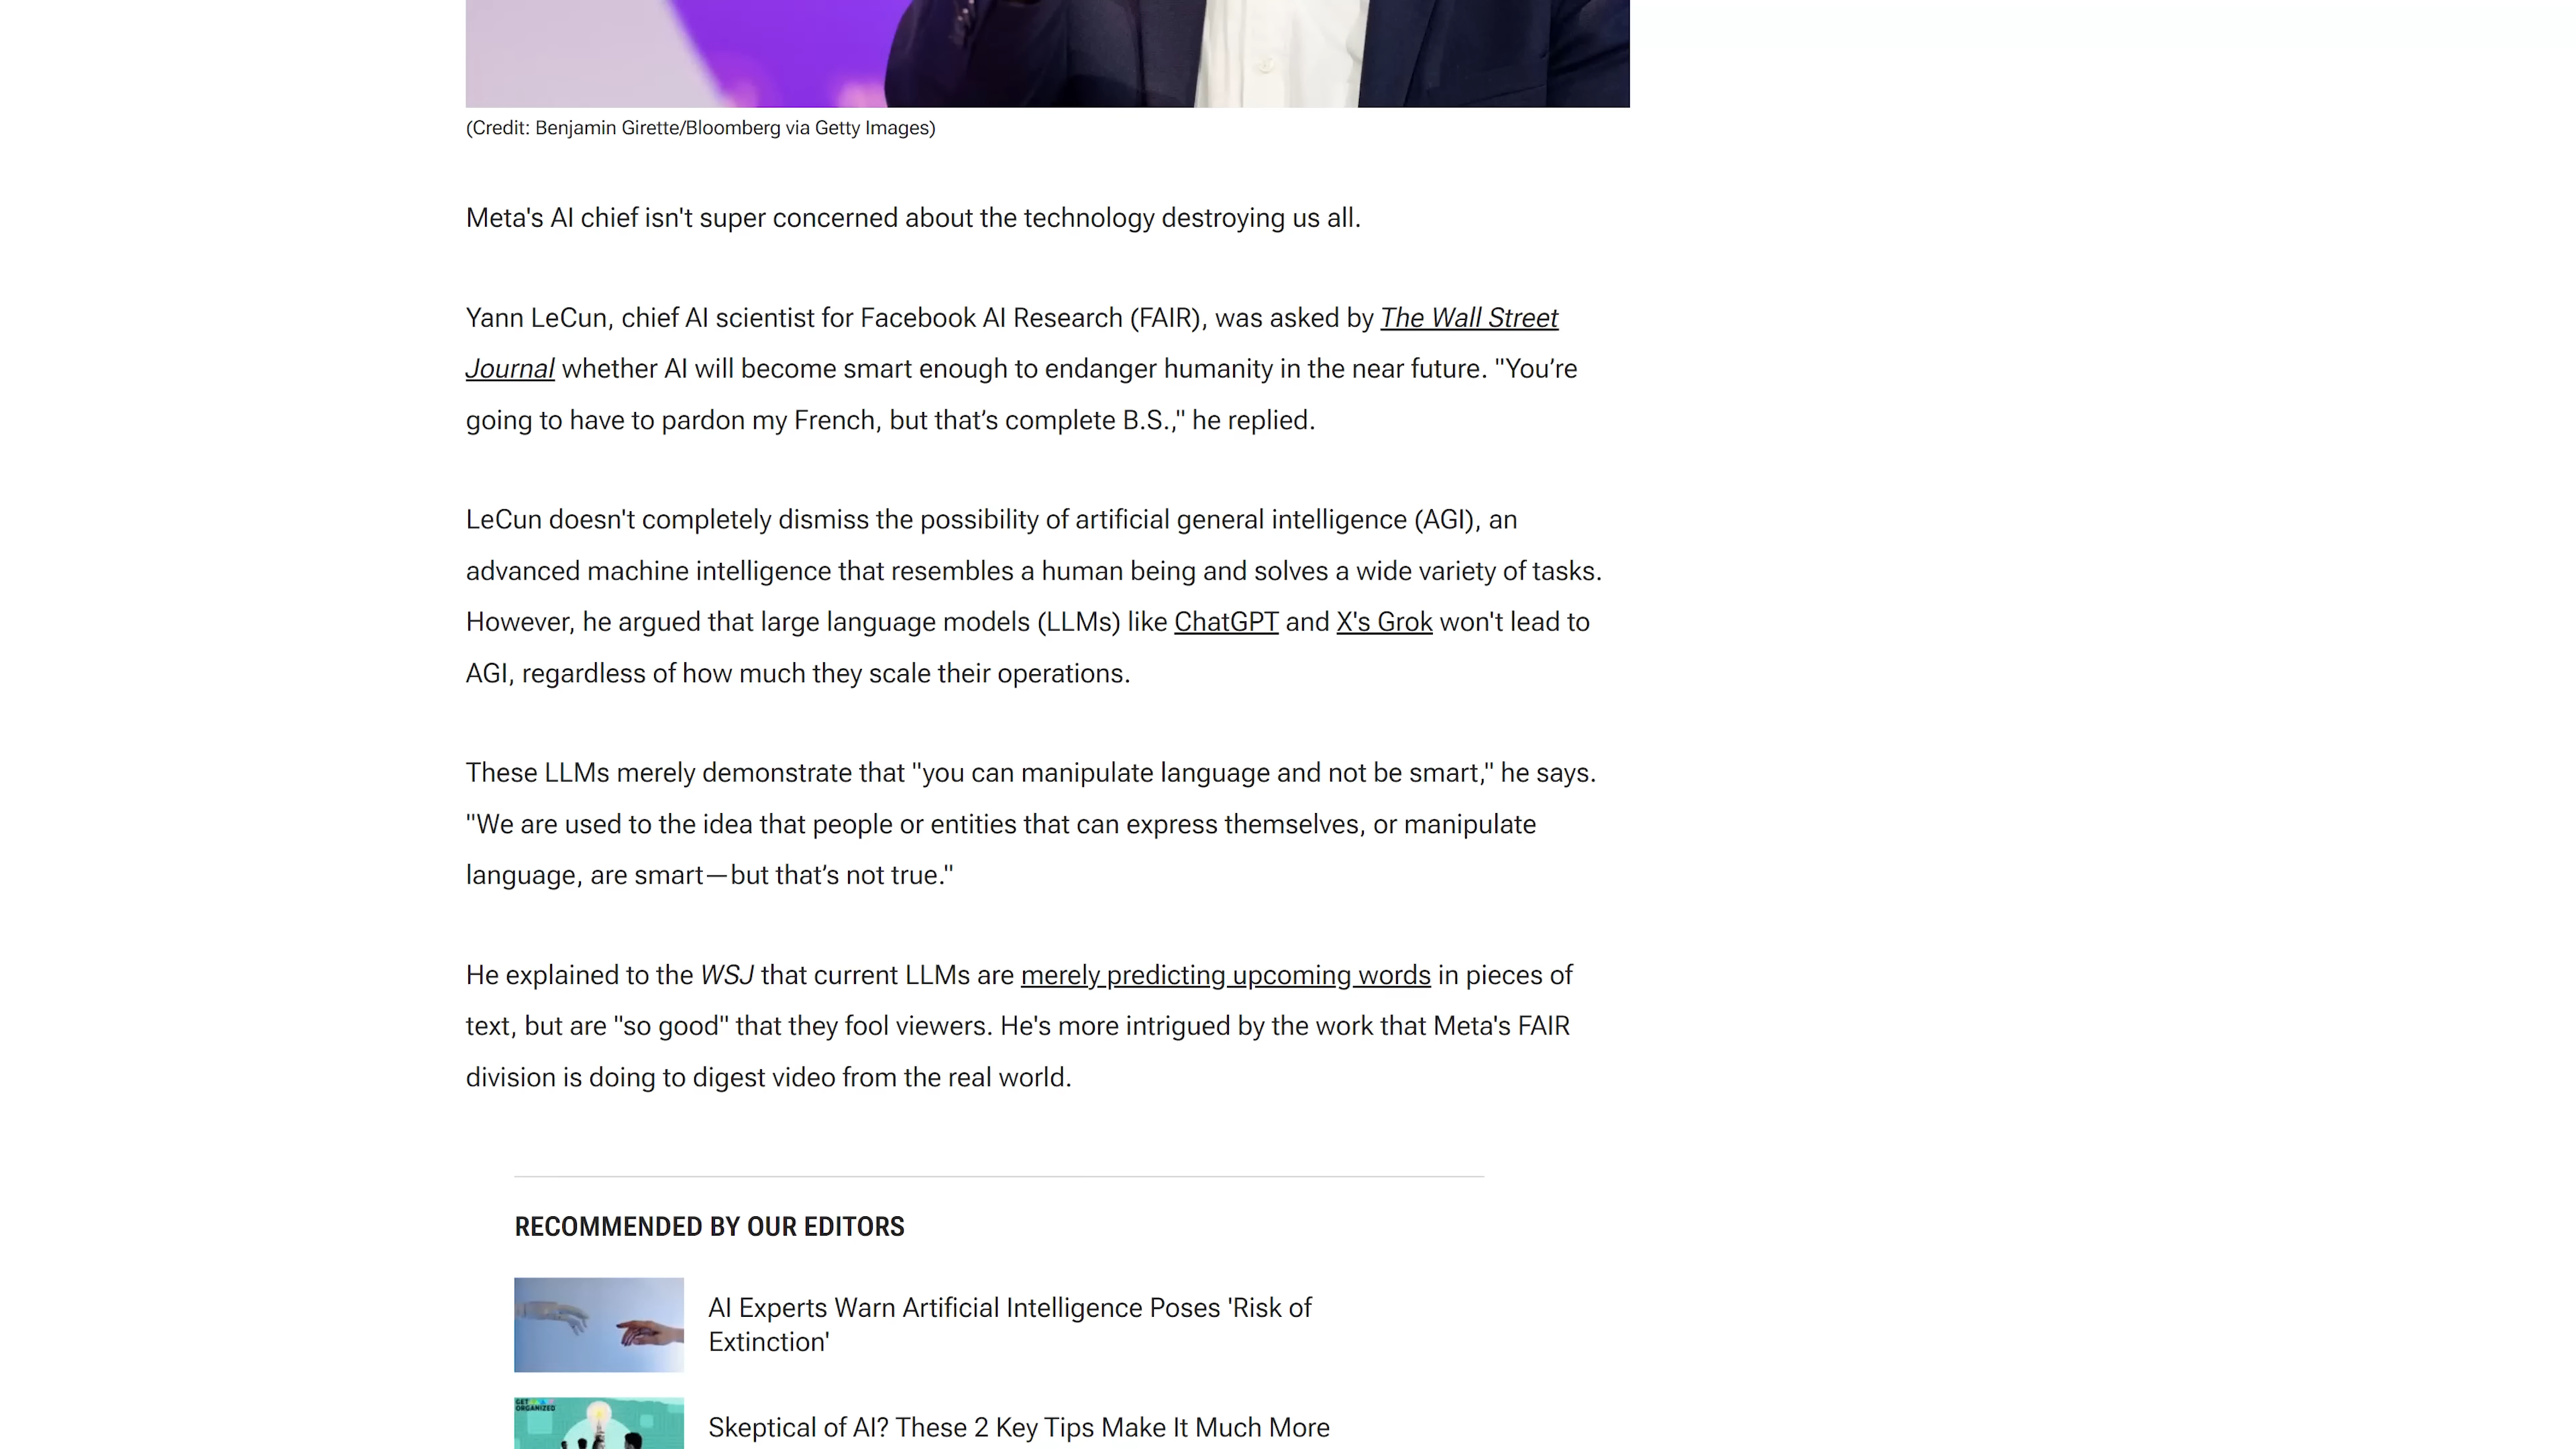 (Credit: Benjamin Girette/Bloomberg via Getty Images)
Meta's AI chief isn't super concerned about the technology destroying us all.
Yann LeCun, chief AI scientist for Facebook AI Research (FAIR), was asked by The Wall Street
Journal whether AI will become smart enough to endanger humanity in the near future. "You’re
going to have to pardon my French, but that’s complete B.S.," he replied.
LeCun doesn't completely dismiss the possibility of artificial general intelligence (AGI), an
advanced machine intelligence that resembles a human being and solves a wide variety of tasks.
However, he argued that large language models (LLMs) like ChatGPT and X's Grok won't lead to
AGI, regardless of how much they scale their operations.
These LLMs merely demonstrate that "you can manipulate language and not be smart," he says.
"We are used to the idea that people or entities that can express themselves, or manipulate
language, are smart—but that’s not true."
He explained to the WSJ that current LLMs are merely predicting upcoming words in pieces of
text, but are "so good" that they fool viewers. He's more intrigued by the work that Meta's FAIR
division is doing to digest video from the real world.
RECOMMENDED BY OUR EDITORS
AI Experts Warn Artificial Intelligence Poses 'Risk of
Extinction'
GET
ORGANIZED
Skeptical of AI? These 2 Key Tips Make It Much More